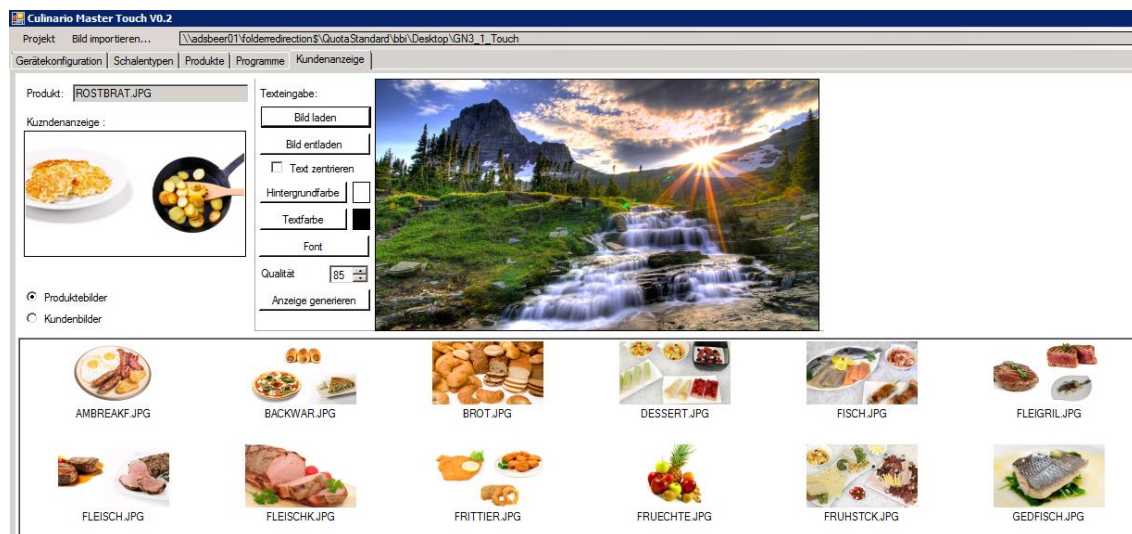 Culinario Master Touch V0.2
Projekt Bild importieren... \\adsbeer01\folderredirection$\QuotaStandard\bbi\Desktop\GN3_1_Touch
Gerätekonfiguration Schalentypen Produkte Programme Kundenanzeige
Produkt: ROSTBRAT.JPG
Kuzndenanzeige :
Produktebilder
Kundenbilder
Texteingabe:
Bild laden
Bild entladen
Text zentrieren
Hintergrundfarbe
Textfarbe
Font
Qualität 85
Anzeige generieren
AMBREAKF.JPG BACKWAR.JPG BROT.JPG DESSERT.JPG FISCH.JPG FLEIGRIL.JPG
FLEISCH.JPG FLEISCHK.JPG FRITTIER.JPG FRUECHTE.JPG FRUHSTCK.JPG GEDFISCH.JPG